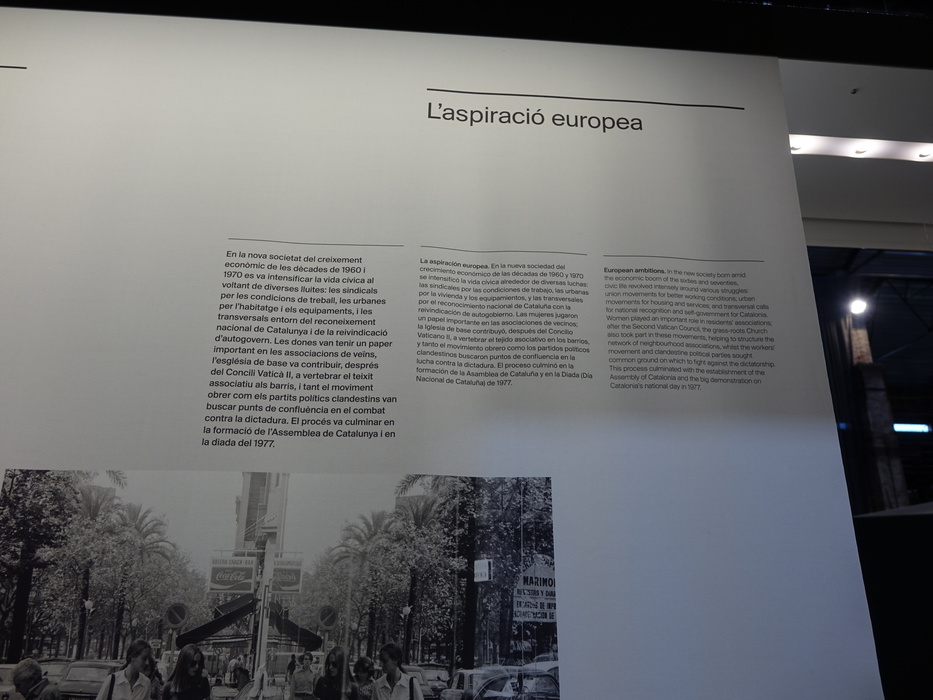 L'aspiració europea
En la nova societat del creixement
econòmic de les dècades de 1960 i
1970 es va intensificar la vida cívica al
voltant de diverses lluites: les sindicals
per les condicions de treball, les urbanes
per l'habitatge i els equipaments, i les
transversals entorn del reconeixement
nacional de Catalunya i de la reivindicació
d'autogovern. Les dones van tenir un paper
important en les associacions de veïns,
l'església de base va contribuir, després
del Concili Vaticà II, a vertebrar el teixit
associatiu als barris, i tant el moviment
obrer com els partits polítics clandestins van
buscar punts de confluència en el combat
contra la dictadura. El procés va culminar en
la formació de l'Assemblea de Catalunya i en
la diada del 1977.
La aspiración europea. En la nueva sociedad del
crecimiento económico de las décadas de 1960 y 1970
se intensificó la vida cívica alrededor de diversas luchas:
las sindicales por las condiciones de trabajo, las urbanas
por la vivienda y los equipamientos, y las transversales
por el reconocimiento nacional de Cataluña con la
reivindicación de autogobierno. Las mujeres jugaron
un papel importante en las asociaciones de vecinos;
la Iglesia de base contribuyó, después del Concilio
Vaticano II, a vertebrar el tejido asociativo en los barrios,
y tanto el movimiento obrero como los partidos políticos
clandestinos buscaron puntos de confluencia en la
lucha contra la dictadura. El proceso culminó en la
formación de la Asamblea de Cataluña y en la Diada (Día
Nacional de Cataluña) de 1977.
European ambitions. In the new society born amid
the economic boom of the sixties and seventies,
civic life revolved intensely around various struggles:
union movements for better working conditions; urban
movements for housing and services; and transversal calls
for national recognition and self-government for Catalonia.
Women played an important role in residents' associations;
after the Second Vatican Council, the grass-roots Church
also took part in these movements, helping to structure the
network of neighbourhood associations, whilst the workers'
movement and clandestine political parties sought
common ground on which to fight against the dictatorship.
This process culminated with the establishment of the
Assembly of Catalonia and the big demonstration on
Catalonia's national day in 1977.
Coca-Cola
MARIMO